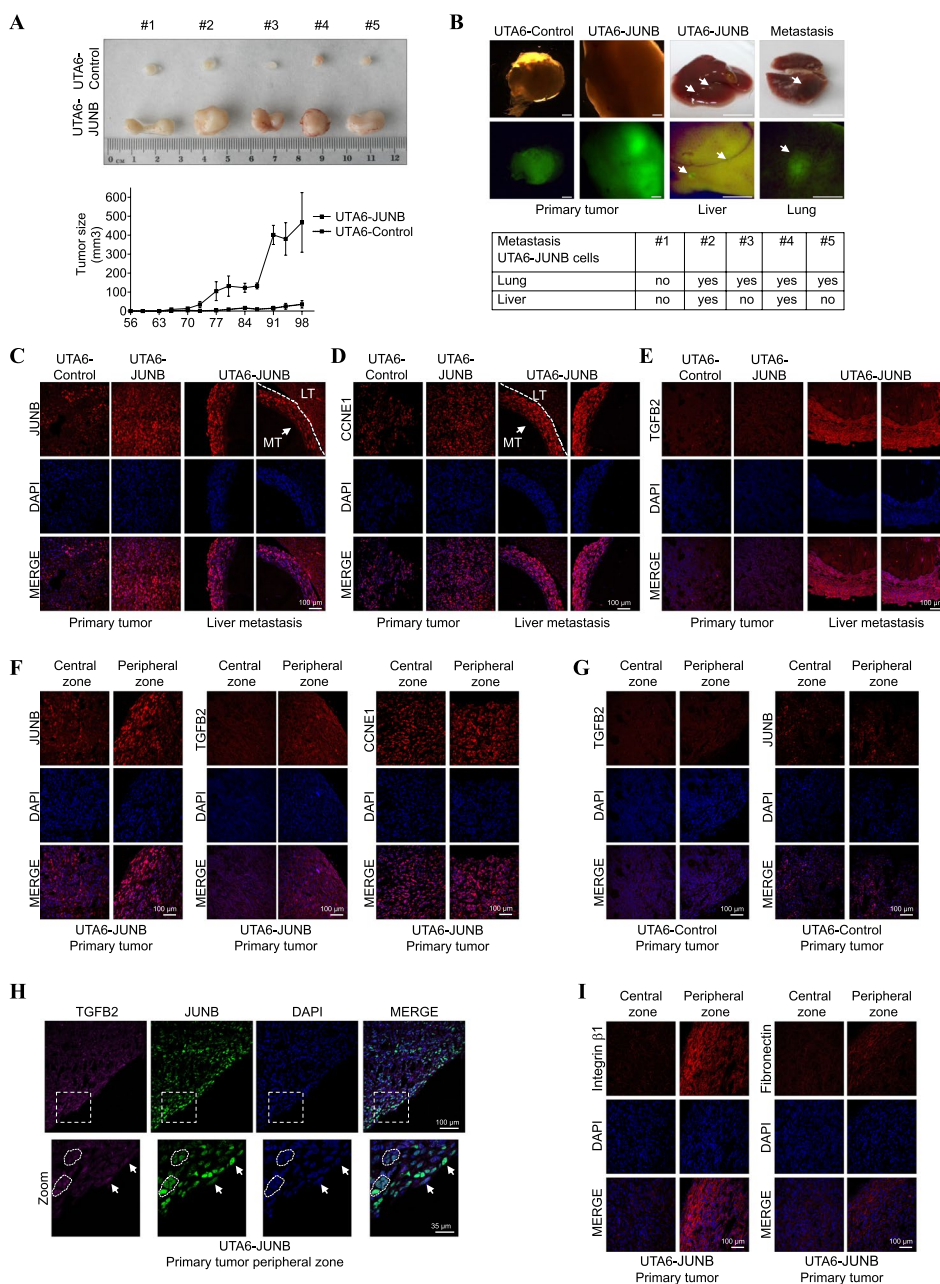 A
#1 #2 #3 #4 #5
UTA6-
Control
UTA6-
JUNB
0 cm 1 2 3 4 5 6 7 8 9 10 11 12
Tumor size
(mm3)
600
500
400
300
200
100
0
56 63 70 77 84 91 98
UTA6-JUNB
UTA6-Control
B
UTA6-Control UTA6-JUNB UTA6-JUNB Metastasis
Primary tumor Liver Lung
Metastasis
UTA6-JUNB cells #1 #2 #3 #4 #5
Lung no yes yes yes yes
Liver no yes no yes no
C
UTA6-
Control
UTA6-
JUNB
UTA6-JUNB
JUNB
LT
MT
DAPI
MERGE
100 µm
Primary tumor Liver metastasis
D
UTA6-
Control
UTA6-
JUNB
UTA6-JUNB
CCNE1
LT
MT
DAPI
MERGE
100 µm
Primary tumor Liver metastasis
E
UTA6-
Control
UTA6-
JUNB
UTA6-JUNB
TGFB2
DAPI
MERGE
100 µm
Primary tumor Liver metastasis
F
Central
zone
Peripheral
zone
JUNB
DAPI
MERGE
100 µm
UTA6-JUNB
Primary tumor
Central
zone
Peripheral
zone
TGFB2
DAPI
MERGE
100 µm
UTA6-JUNB
Primary tumor
Central
zone
Peripheral
zone
CCNE1
DAPI
MERGE
100 µm
UTA6-JUNB
Primary tumor
G
Central
zone
Peripheral
zone
TGFB2
DAPI
MERGE
100 µm
UTA6-Control
Primary tumor
Central
zone
Peripheral
zone
JUNB
DAPI
MERGE
100 µm
UTA6-Control
Primary tumor
H
TGFB2 JUNB DAPI MERGE
100 µm
Zoom
35 µm
UTA6-JUNB
Primary tumor peripheral zone
I
Central
zone
Peripheral
zone
Integrin β1
DAPI
MERGE
100 µm
UTA6-JUNB
Primary tumor
Central
zone
Peripheral
zone
Fibronectin
DAPI
MERGE
100 µm
UTA6-JUNB
Primary tumor